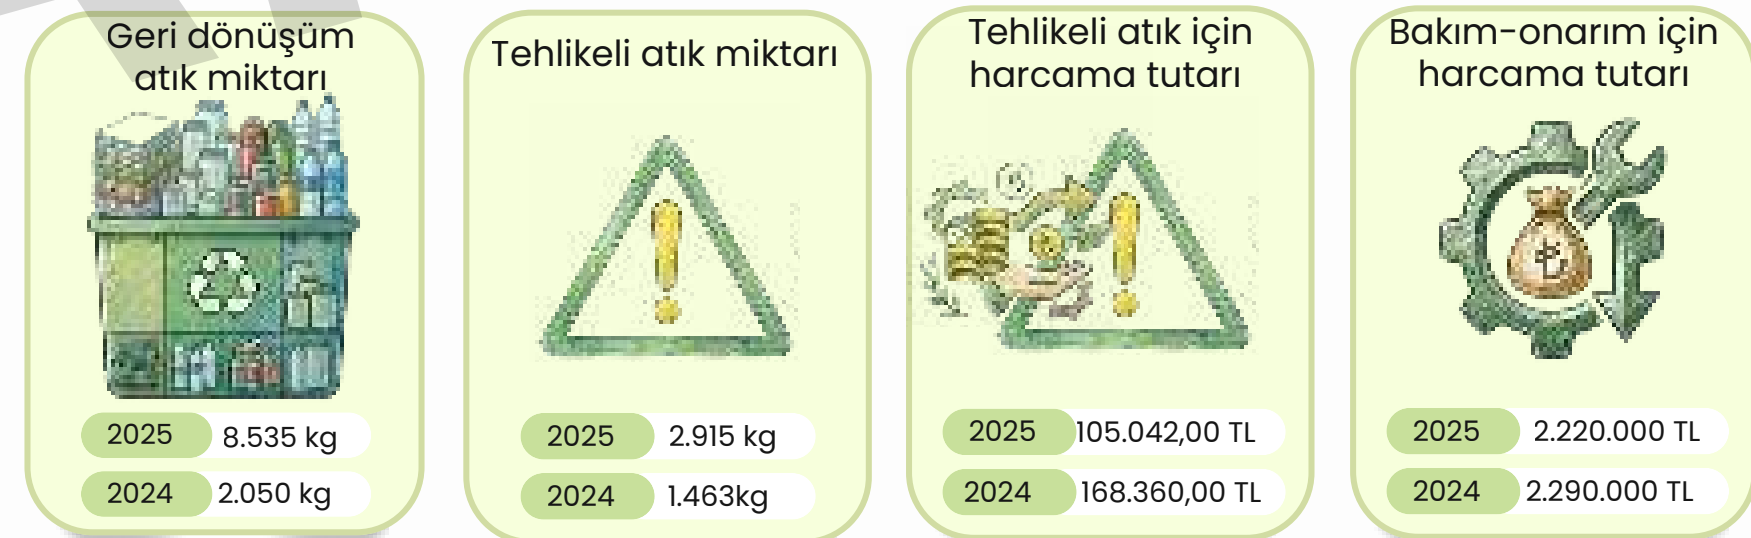 Geri dönüşüm
atık miktarı
2025 8.535 kg
2024 2.050 kg
Tehlikeli atık miktarı
2025 2.915 kg
2024 1.463kg
Tehlikeli atık için
harcama tutarı
2025 105.042,00 TL
2024 168.360,00 TL
Bakım-onarım için
harcama tutarı
2025 2.220.000 TL
2024 2.290.000 TL